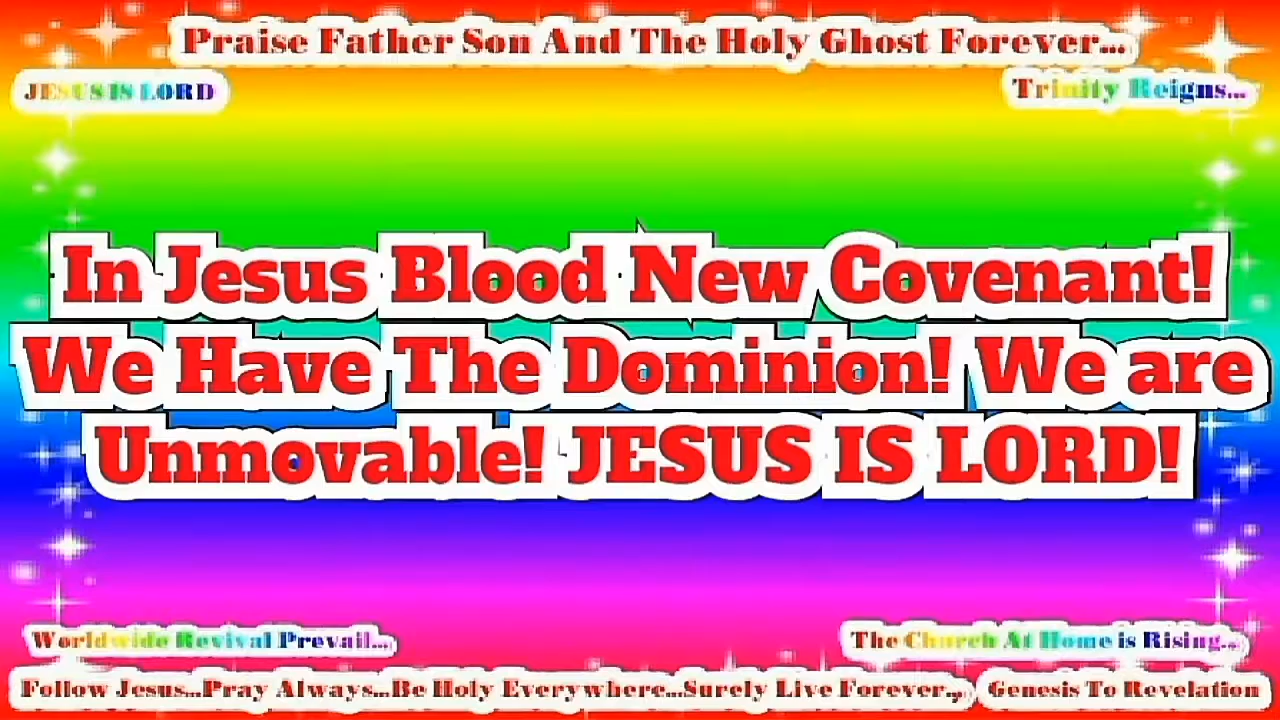 Praise Father Son And The Holy Ghost Forever...
JESUS IS LORD
Trinity Reigns...
In Jesus Blood New Covenant!
We Have The Dominion! We are
Unmovable! JESUS IS LORD!
Worldwide Revival Prevail...
The Church At Home is Rising...
Follow Jesus...Pray Always...Be Holy Everywhere...Surely Live Forever..,
Genesis To Revelation